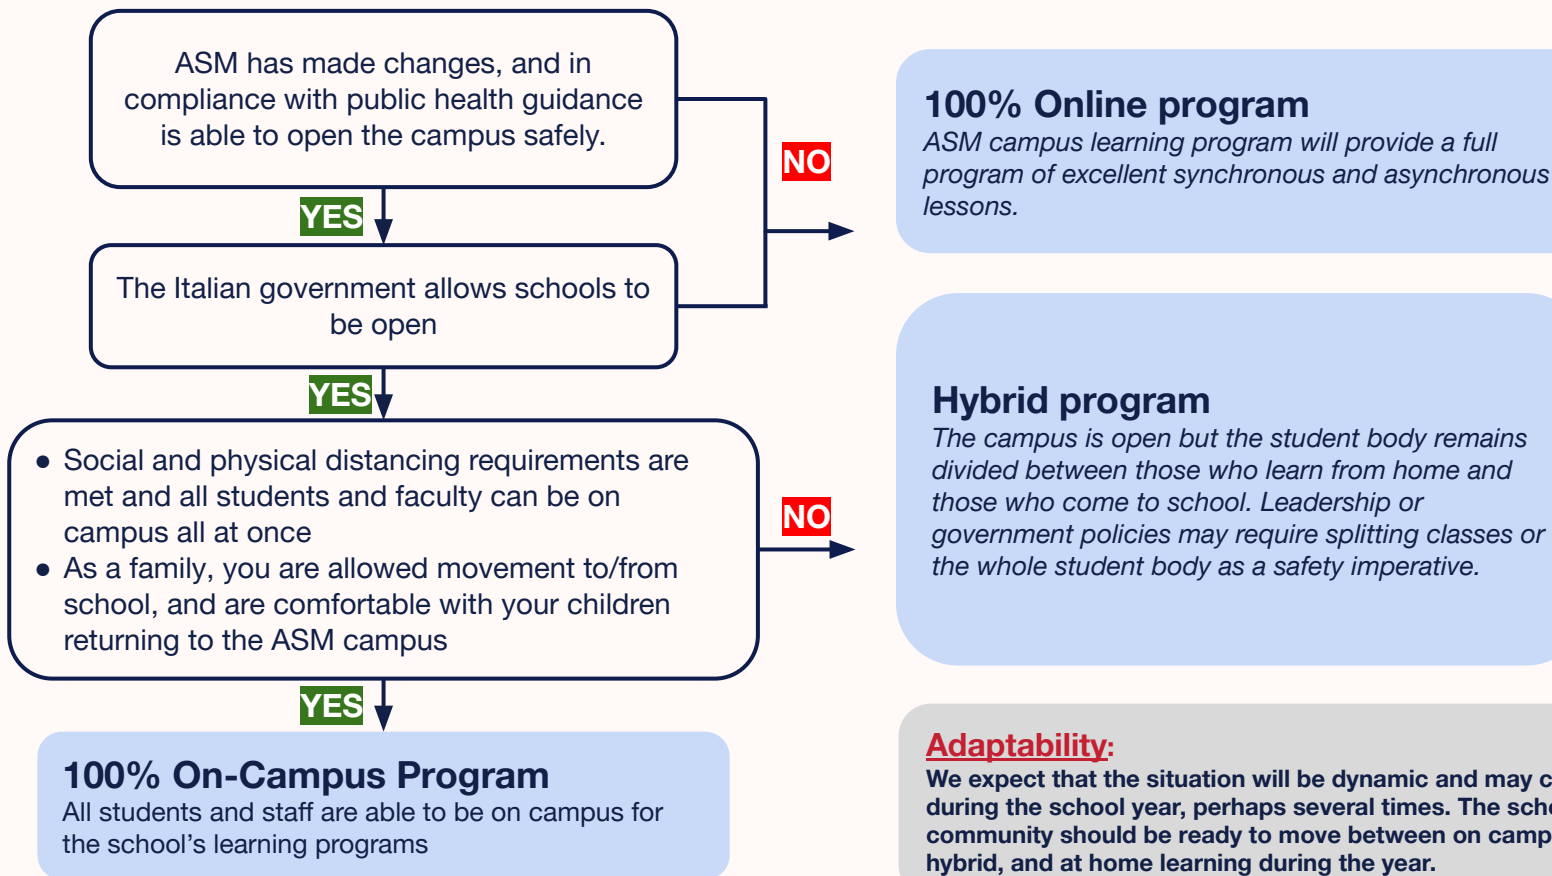 ASM has made changes, and in
compliance with public health guidance
is able to open the campus safely.
NO
YES
The Italian government allows schools to
be open
YES
● Social and physical distancing requirements are
met and all students and faculty can be on
campus all at once
● As a family, you are allowed movement to/from
school, and are comfortable with your children
returning to the ASM campus
NO
YES
100% On-Campus Program
All students and staff are able to be on campus for
the school's learning programs
100% Online program
ASM campus learning program will provide a full
program of excellent synchronous and asynchronous
lessons.
Hybrid program
The campus is open but the student body remains
divided between those who learn from home and
those who come to school. Leadership or
government policies may require splitting classes or
the whole student body as a safety imperative.
Adaptability:
We expect that the situation will be dynamic and may
during the school year, perhaps several times. The
community should be ready to move between on
hybrid, and at home learning during the year.